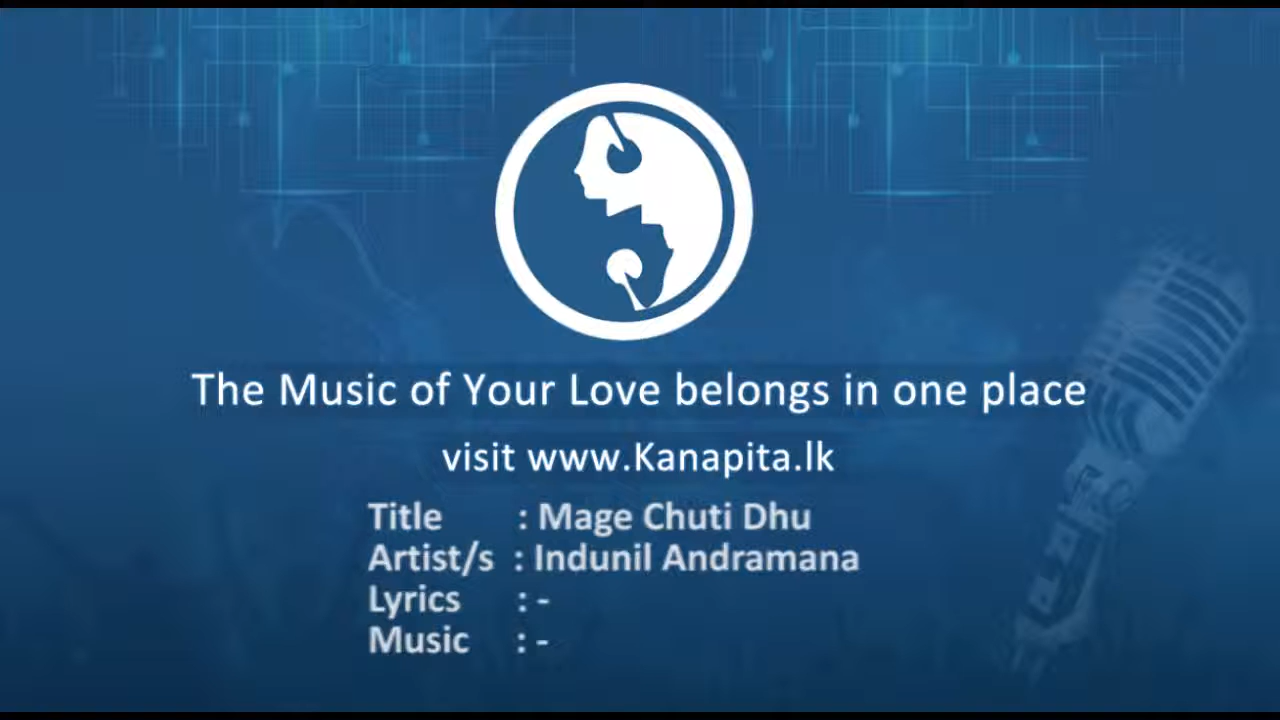 The Music of Your Love belongs in one place
visit www.Kanapita.lk
Title : Mage Chuti Dhu
Artist/s : Indunil Andramana
Lyrics : -
Music : -